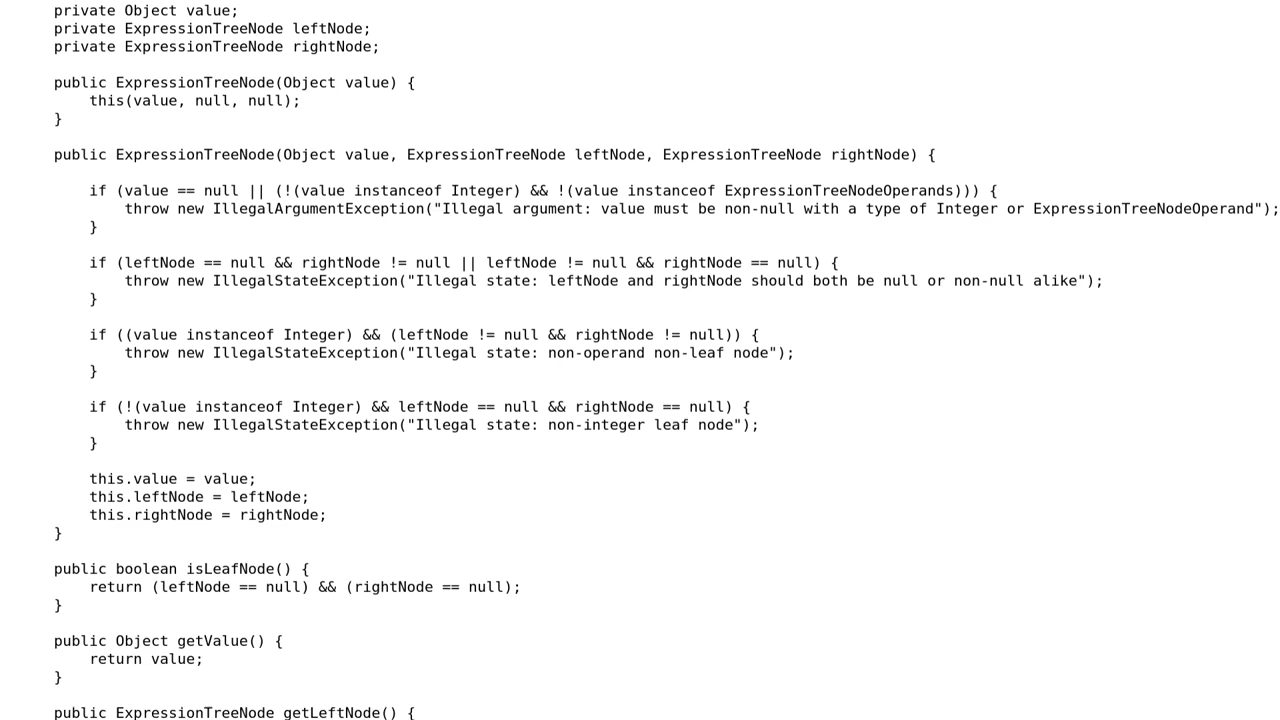 private Object value;
private ExpressionTreeNode leftNode;
private ExpressionTreeNode rightNode;
public ExpressionTreeNode(Object value) {
this(value, null, null);
}
public ExpressionTreeNode(Object value, ExpressionTreeNode leftNode, ExpressionTreeNode rightNode) {
if (value == null || (!(value instanceof Integer) && !(value instanceof ExpressionTreeNodeOperands))) {
throw new IllegalArgumentException("Illegal argument: value must be non-null with a type of Integer or ExpressionTreeNodeOperand");
}
if (leftNode == null && rightNode != null || leftNode != null && rightNode == null) {
throw new IllegalStateException("Illegal state: leftNode and rightNode should both be null or non-null alike");
}
if ((value instanceof Integer) && (leftNode != null && rightNode != null)) {
throw new IllegalStateException("Illegal state: non-operand non-leaf node");
}
if (!(value instanceof Integer) && leftNode == null && rightNode == null) {
throw new IllegalStateException("Illegal state: non-integer leaf node");
}
this.value = value;
this.leftNode = leftNode;
this.rightNode = rightNode;
}
public boolean isLeafNode() {
return (leftNode == null) && (rightNode == null);
}
public Object getValue() {
return value;
}
public ExpressionTreeNode getLeftNode() {